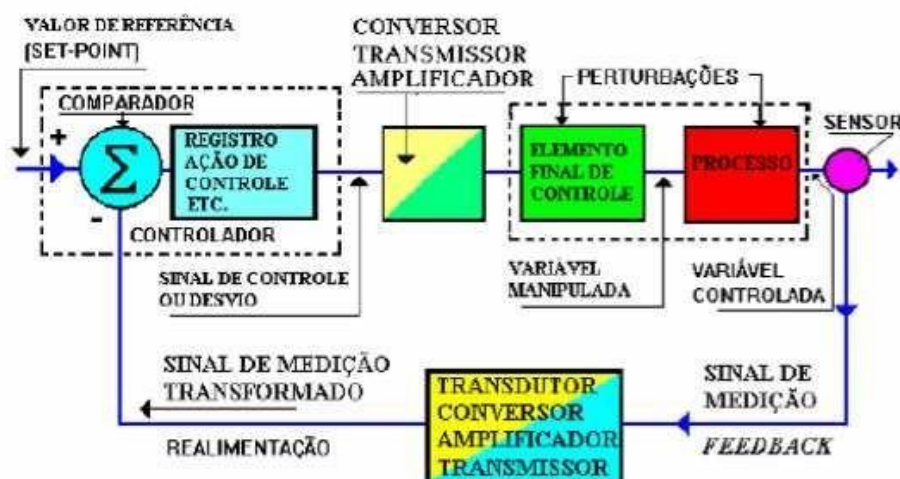 VALOR DE REFERÊNCIA
(SET-POINT)
CONVERSOR
TRANSMISSOR
AMPLIFICADOR
PERTURBAÇÕES
COMPARADOR
SENSOR
+
Σ
-
REGISTRO
AÇÃO DE
CONTROLE
ETC.
ELEMENTO
FINAL DE
CONTROLE
PROCESSO
CONTROLADOR
SINAL DE CONTROLE
OU DESVIO
VARIÁVEL
MANIPULADA
VARIÁVEL
CONTROLADA
SINAL DE MEDIÇÃO
TRANSFORMADO
REALIMENTAÇÃO
TRANSDUTOR
CONVERSOR
AMPLIFICADOR
TRANSMISSOR
SINAL DE
MEDIÇÃO
FEEDBACK